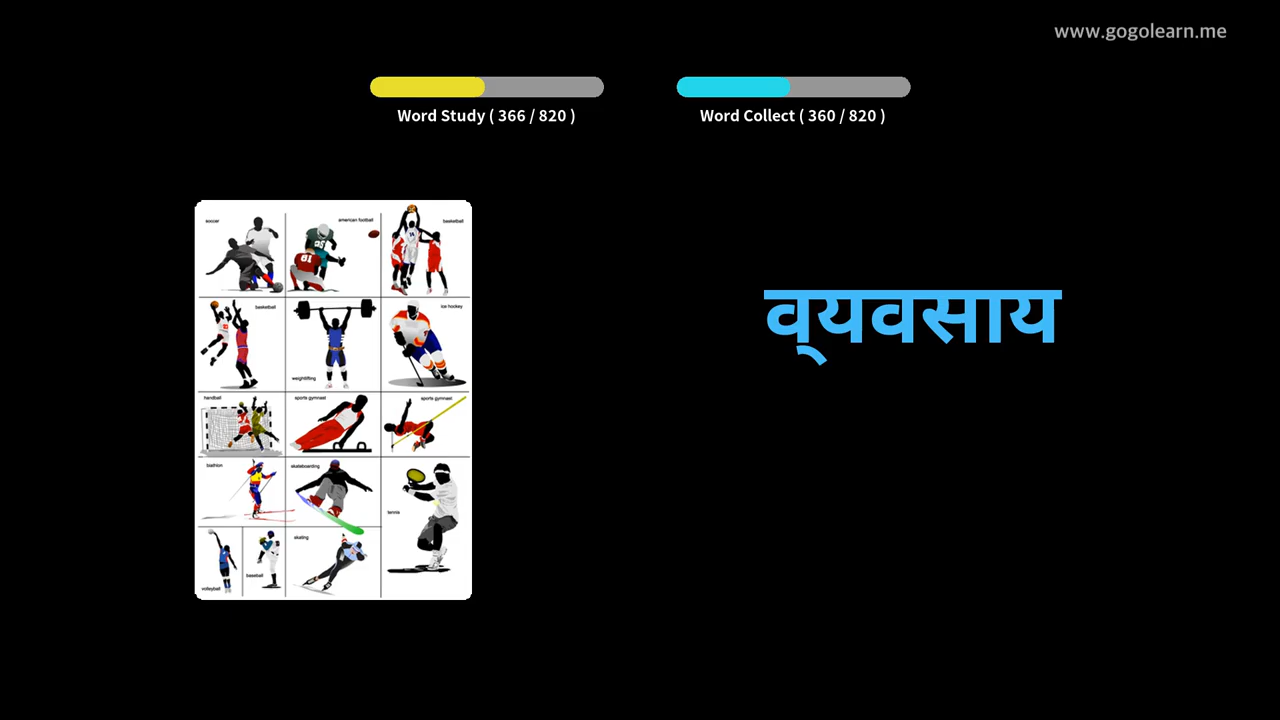 www.gogolearn.me
Word Study ( 366 / 820 )
Word Collect ( 360 / 820 )
soccer
american football
basketball
basketball
weightlifting
ice hockey
handball
sports gymnast
sports gymnast
biathlon
skateboarding
tennis
volleyball
baseball
skating
व्यवसाय